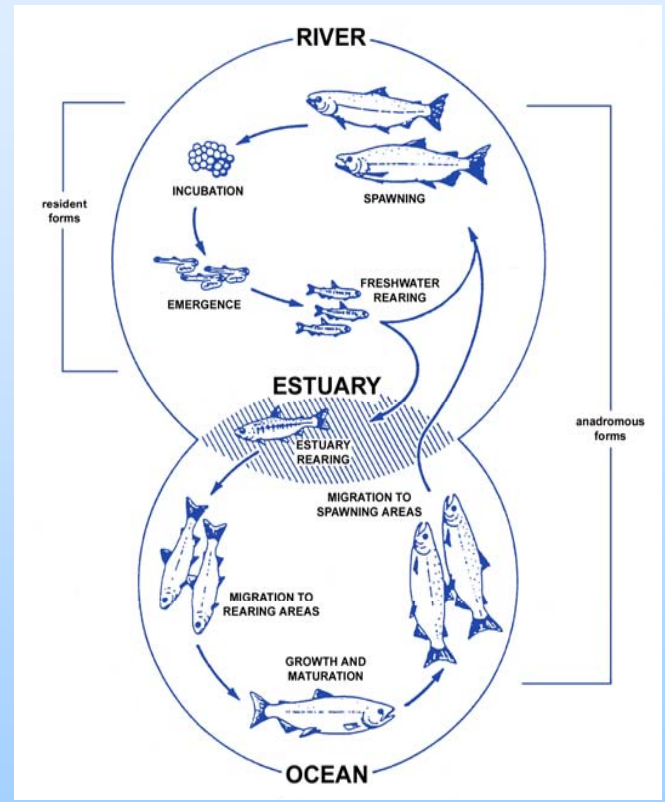 RIVER
INCUBATION
SPAWNING
resident
forms
EMERGENCE
FRESHWATER
REARING
ESTUARY
ESTUARY
REARING
anadromous
forms
MIGRATION TO
SPAWNING AREAS
MIGRATION TO
REARING AREAS
GROWTH AND
MATURATION
OCEAN